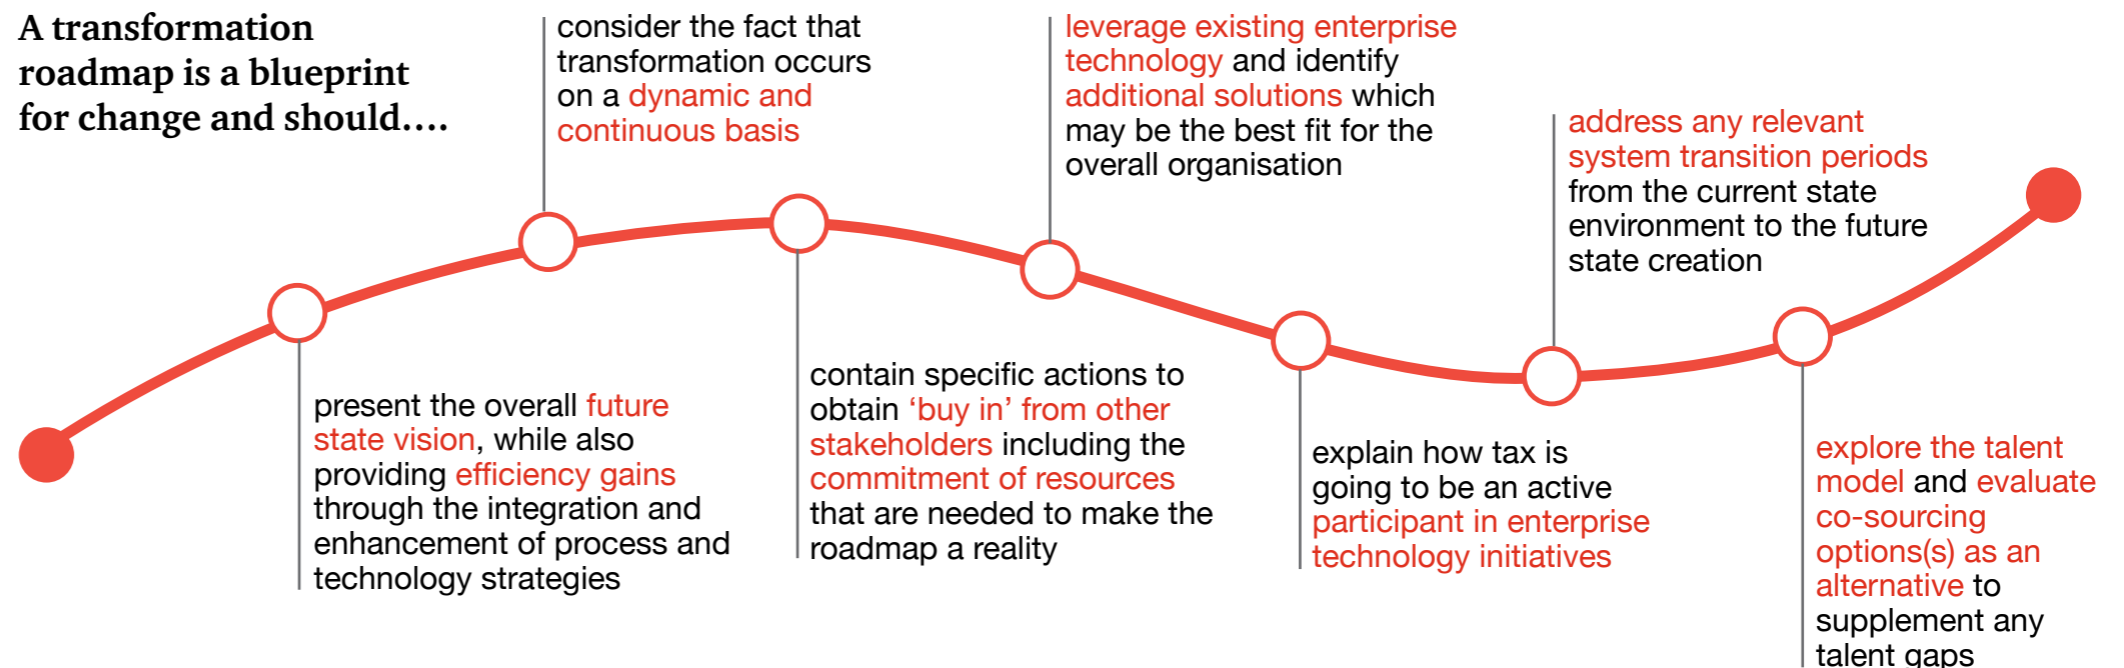 A transformation
roadmap is a blueprint
for change and should....
present the overall future
state vision, while also
providing efficiency gains
through the integration and
enhancement of process and
technology strategies
consider the fact that
transformation occurs
on a dynamic and
continuous basis
contain specific actions to
obtain ‘buy in’ from other
stakeholders including the
commitment of resources
that are needed to make the
roadmap a reality
leverage existing enterprise
technology and identify
additional solutions which
may be the best fit for the
overall organisation
explain how tax is
going to be an active
participant in enterprise
technology initiatives
address any relevant
system transition periods
from the current state
environment to the future
state creation
explore the talent
model and evaluate
co-sourcing
options(s) as an
alternative to
supplement any
talent gaps